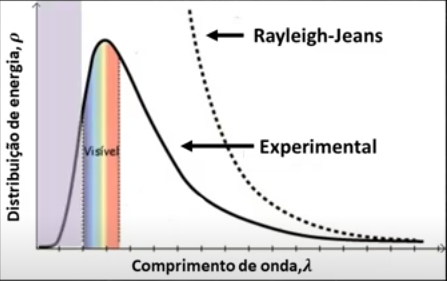 Rayleigh-Jeans
Distribuição de energia, ρ
Visível
Experimental
Comprimento de onda,λ